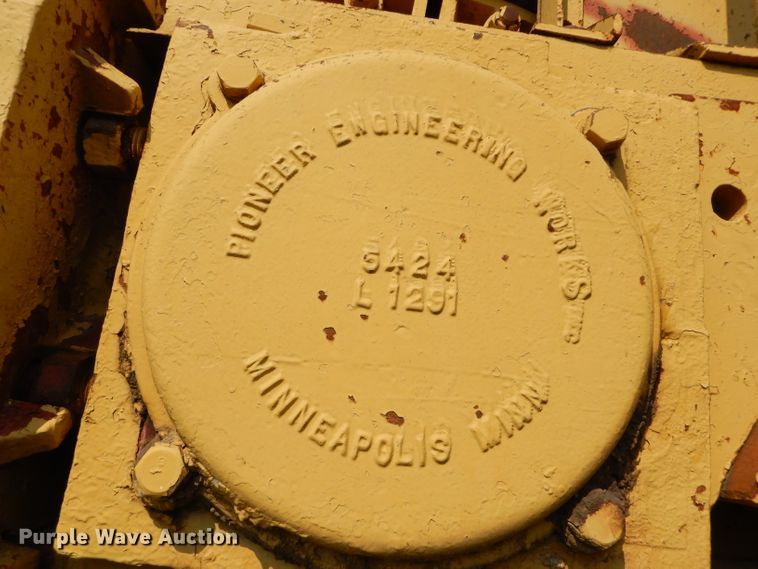 PIONEER ENGINEERING WORKS INC
5424
L 1291
MINNEAPOLIS MINN
Purple Wave Auction